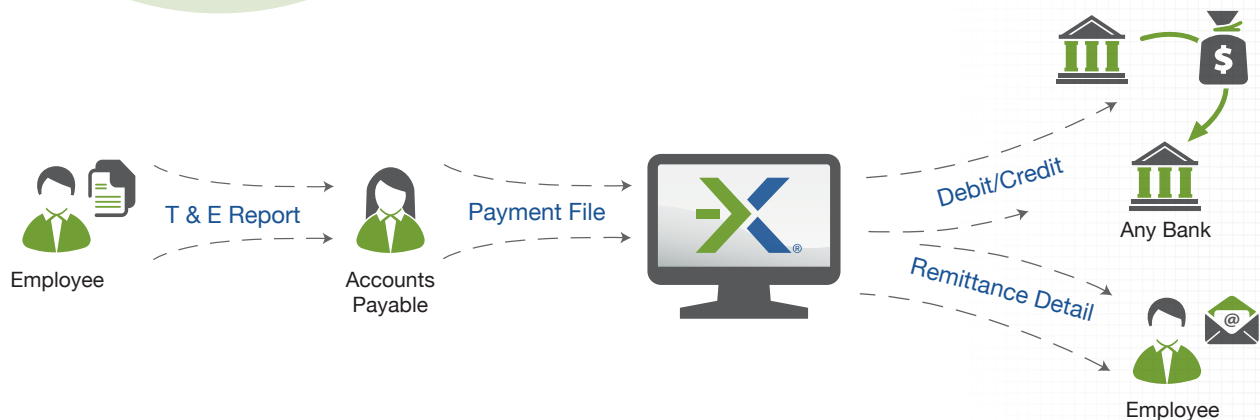 $
Debit/Credit
Any Bank
T & E Report
Payment File
X®
Employee
Accounts
Payable
Remittance Detail
@
Employee